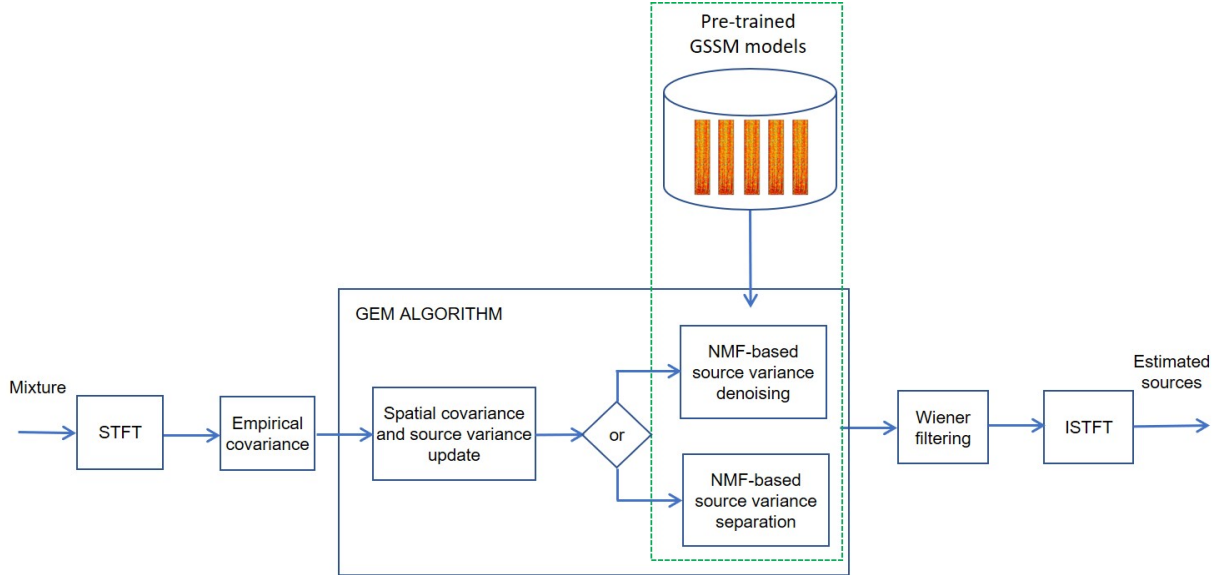 Pre-trained
GSSM models
GEM ALGORITHM
Mixture
STFT
Empirical
covariance
Spatial covariance
and source variance
update
or
NMF-based
source variance
denoising
NMF-based
source variance
separation
Wiener
filtering
ISTFT
Estimated
sources